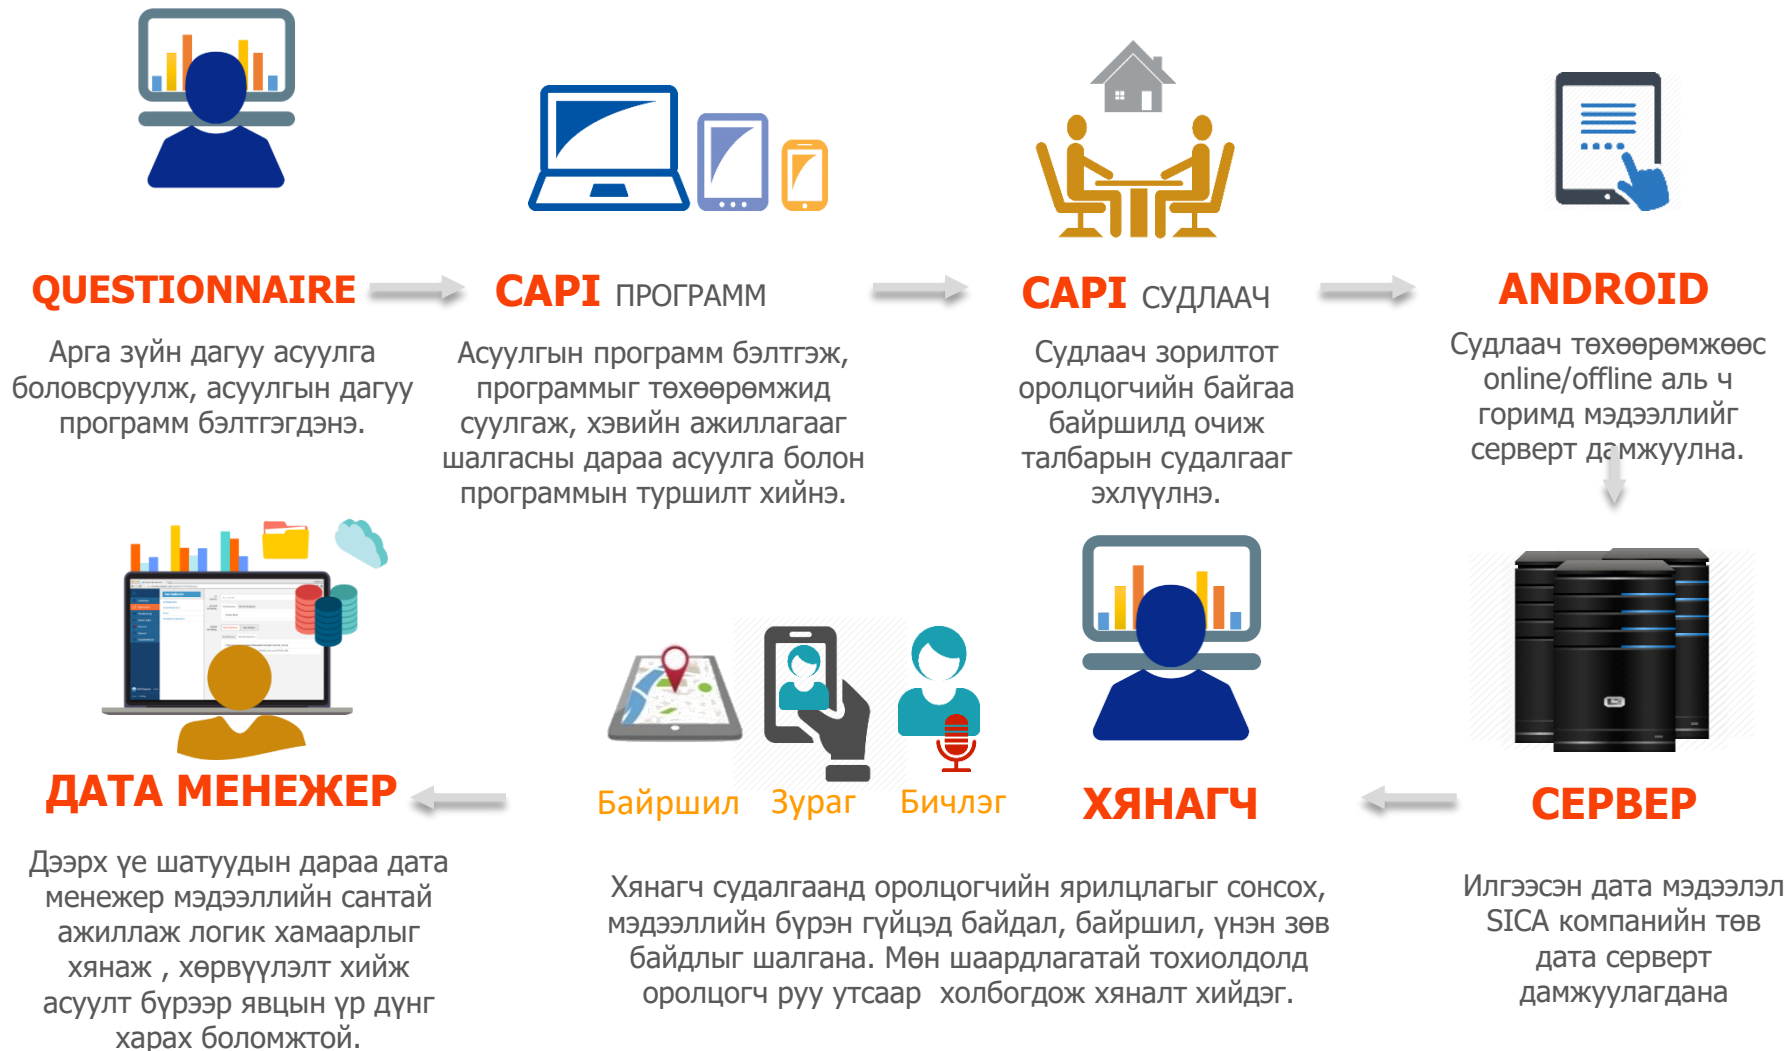 QUESTIONNAIRE
Арга зүйн дагуу асуулга
боловсруулж, асуулгын дагуу
программ бэлтгэгдэнэ.
CAPI ПРОГРАММ
Асуулгын программ бэлтгэж,
программыг төхөөрөмжид
суулгаж, хэвийн ажиллагааг
шалгасны дараа асуулга болон
программын туршилт хийнэ.
CAPI СУДЛААЧ
Судлаач зорилтот
оролцогчийн байгаа
байршилд очиж
талбарын судалгааг
эхлүүлнэ.
ANDROID
Судлаач төхөөрөмжөөс
online/offline аль ч
горимд мэдээллийг
серверт дамжуулна.
СЕРВЕР
Илгээсэн дата мэдээлэл
SICA компанийн төв
дата серверт
дамжуулагдана
Байршил Зураг Бичлэг
ХЯНАГЧ
Хянагч судалгаанд оролцогчийн ярилцлагыг сонсох,
мэдээллийн бүрэн гүйцэд байдал, байршил, үнэн зөв
байдлыг шалгана. Мөн шаардлагатай тохиолдолд
оролцогч руу утсаар  холбогдож хяналт хийдэг.
ДАТА МЕНЕЖЕР
Дээрх үе шатуудын дараа дата
менежер мэдээллийн сантай
ажиллаж логик хамаарлыг
хянаж , хөрвүүлэлт хийж
асуулт бүрээр явцын үр дүнг
харах боломжтой.